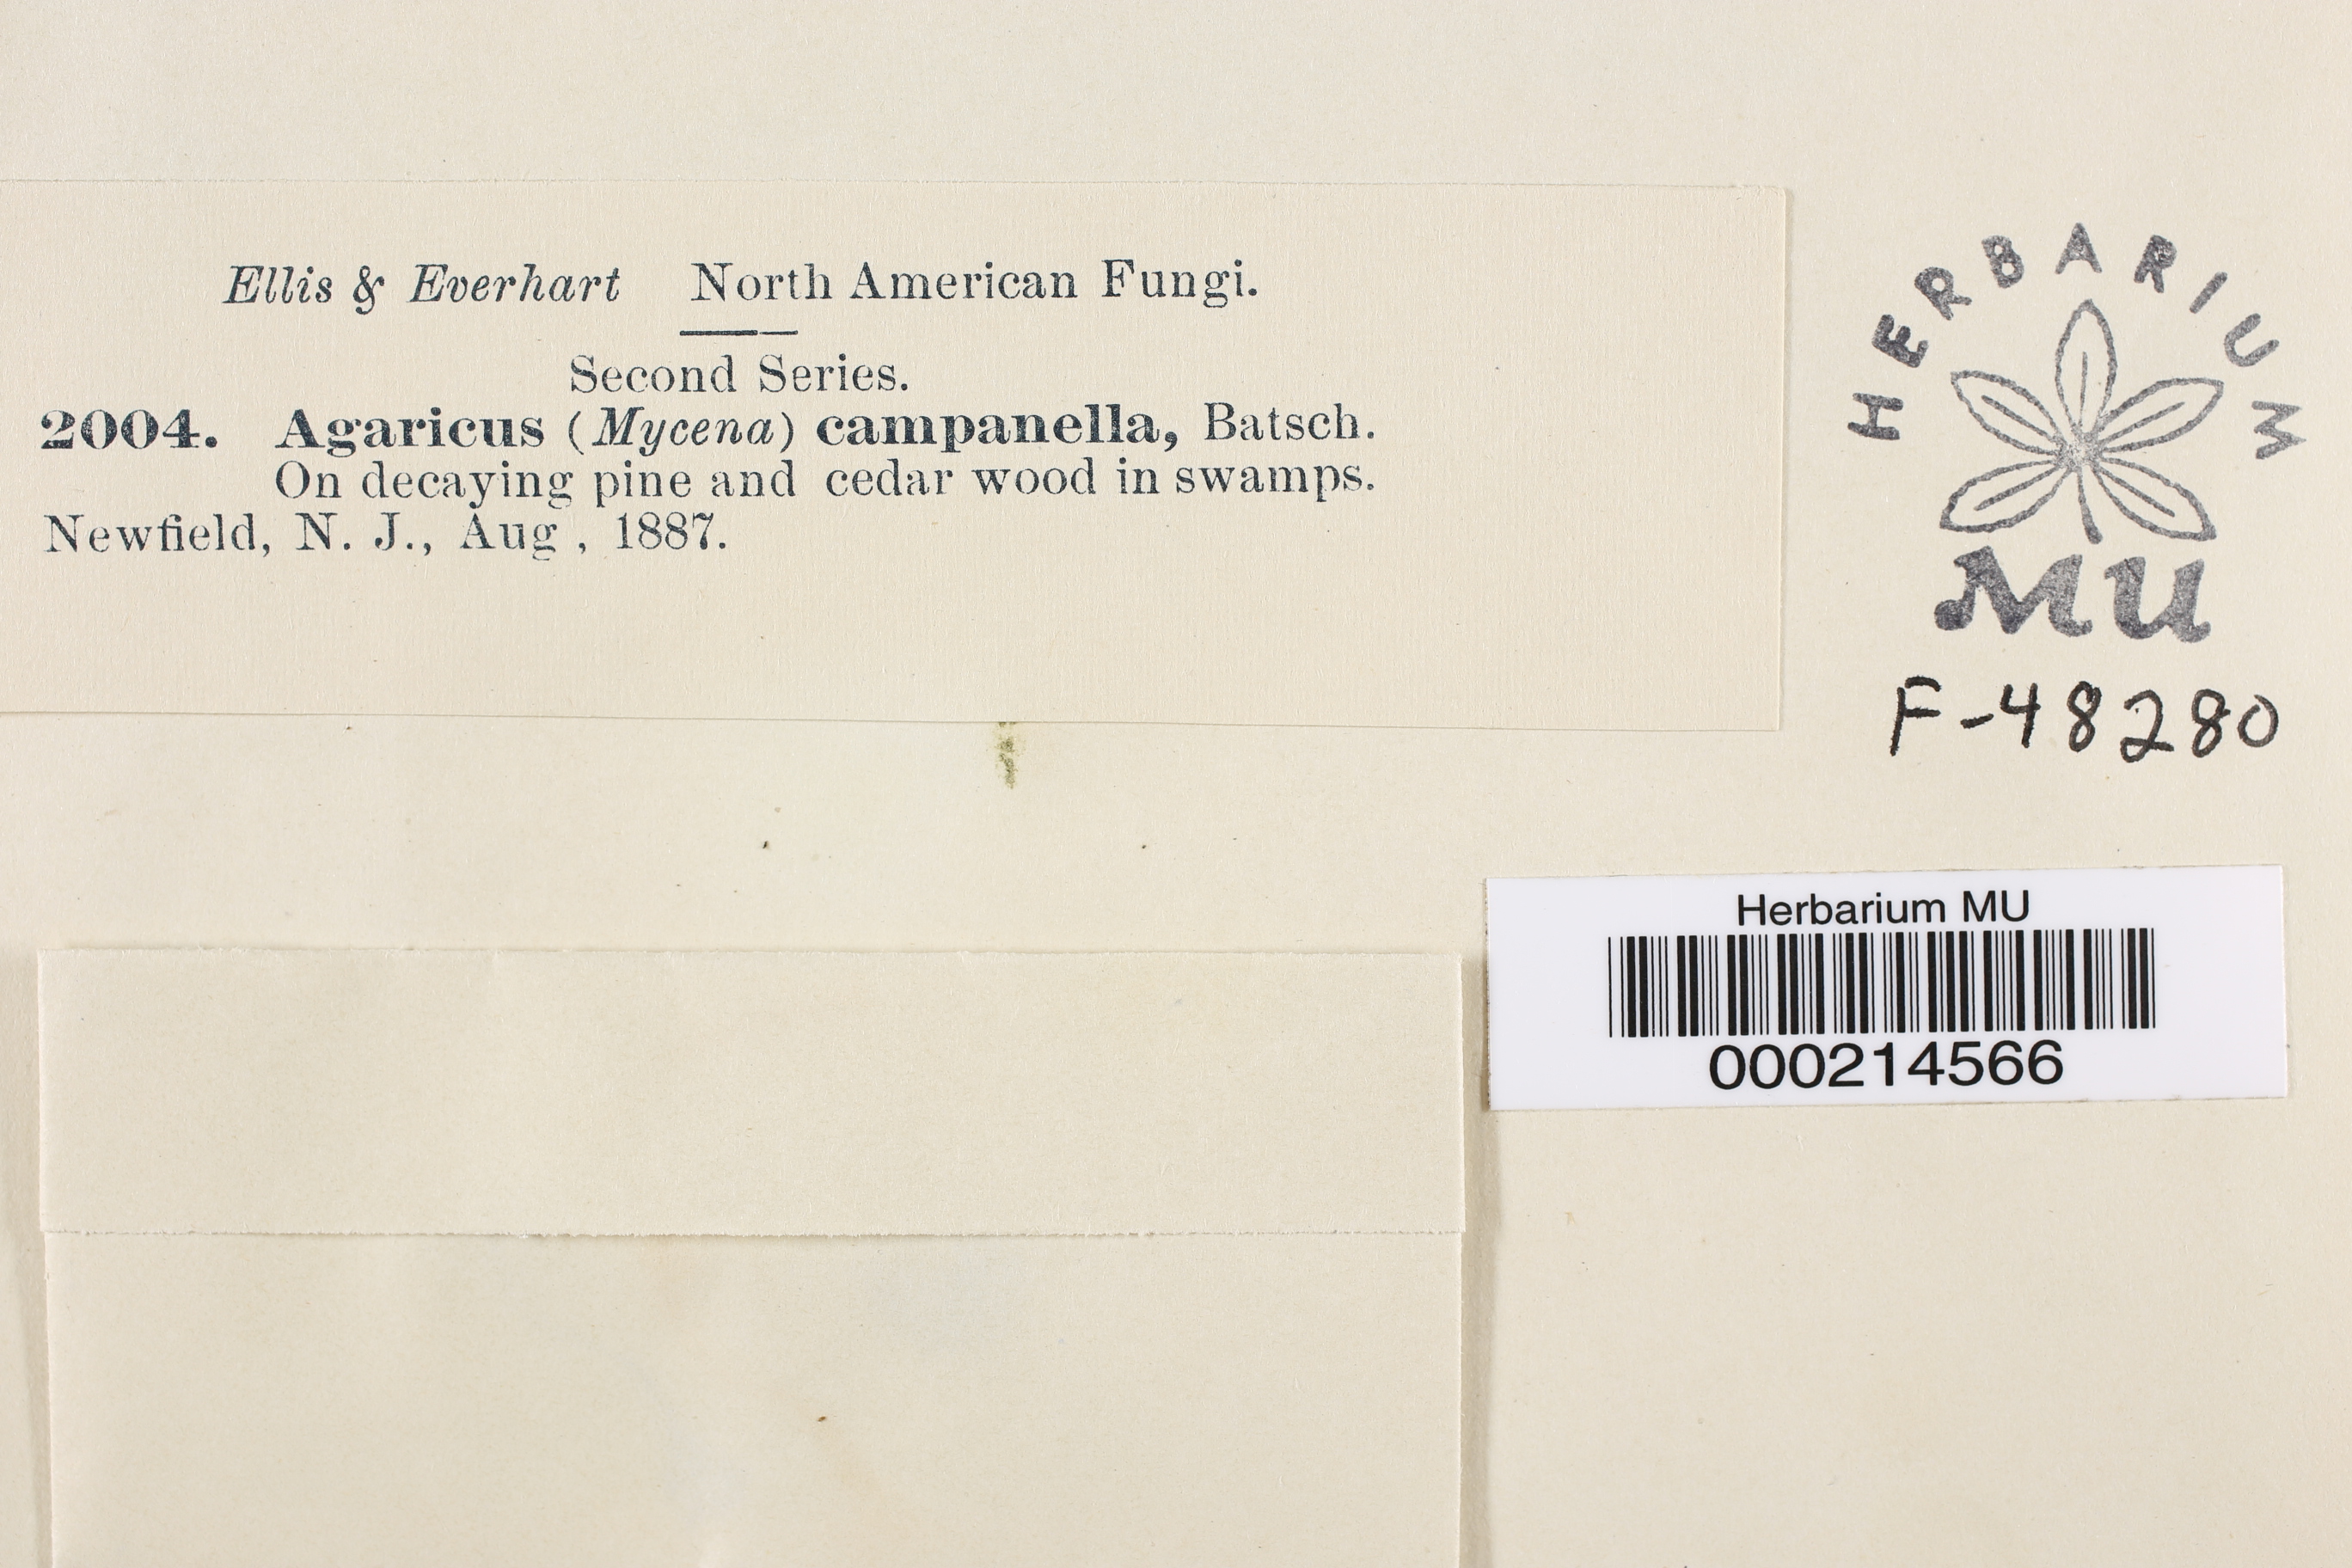 Ellis & Everhart North American Fungi.
Second Series.
2004. Agaricus (Mycena) campanella, Batsch.
On decaying pine and cedar wood in swamps.
Newfield, N. J., Aug , 1887.
HERBARIUM
MU
F-48280
Herbarium MU
000214566